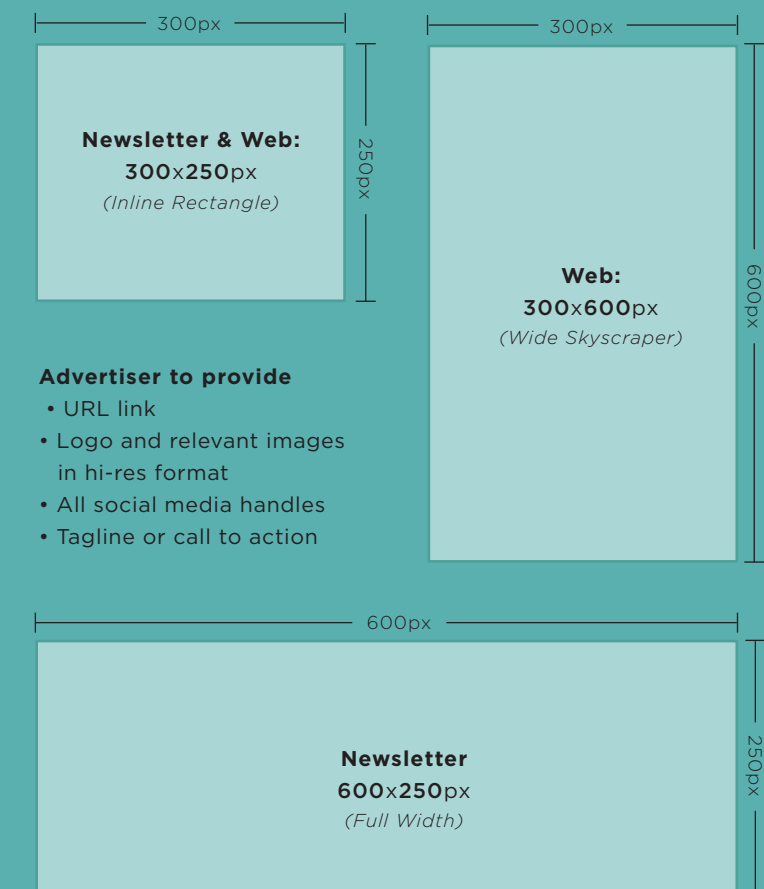 300px
300px
Newsletter & Web:
300x250px
(Inline Rectangle)
250px
Web:
300x600px
(Wide Skyscraper)
600px
Advertiser to provide
• URL link
• Logo and relevant images
in hi-res format
• All social media handles
• Tagline or call to action
600px
Newsletter
600x250px
(Full Width)
250px